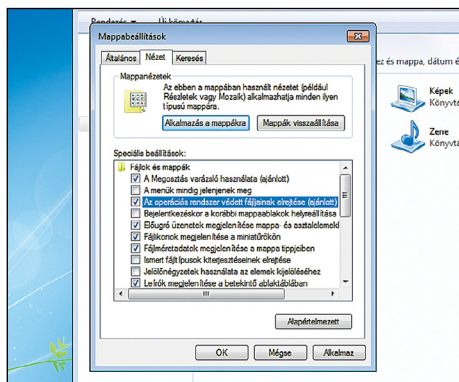 Rendezés Új könyvtár
Mappabeállítások
Általános Nézet Keresés
Mappanézetek
Az ebben a mappában használt nézetet (például
Részletek vagy Mozaik) alkalmazhatja minden ilyen
típusú mappára.
Alkalmazás a mappákra Mappák visszaállítása
Speciális beállítások:
Fájlok és mappák
A Megosztás varázsló használata (ajánlott)
A menük mindig jelenjenek meg
Az operációs rendszer védett fájljainak elrejtése (ajánlott)
Bejelentkezéskor a korábbi mappaablakok helyreállítása
Előugró üzenetek megjelenítése mappa- és asztalelemekl
Fájlikonok megjelenítése a miniatűrökön
Fájlméretadatok megjelenítése a mappa tippjeiben
Ismert fájltípusok kiterjesztéseinek elrejtése
Jelölőnégyzetek használata az elemek kijelöléséhez
Leírók megjelenítése a betekintő ablaktáblában
Alapértelmezett
OK Mégse Alkalmaz
ez és mappa, dátum é
Képek
Könyvtá
Zene
Könyvtá